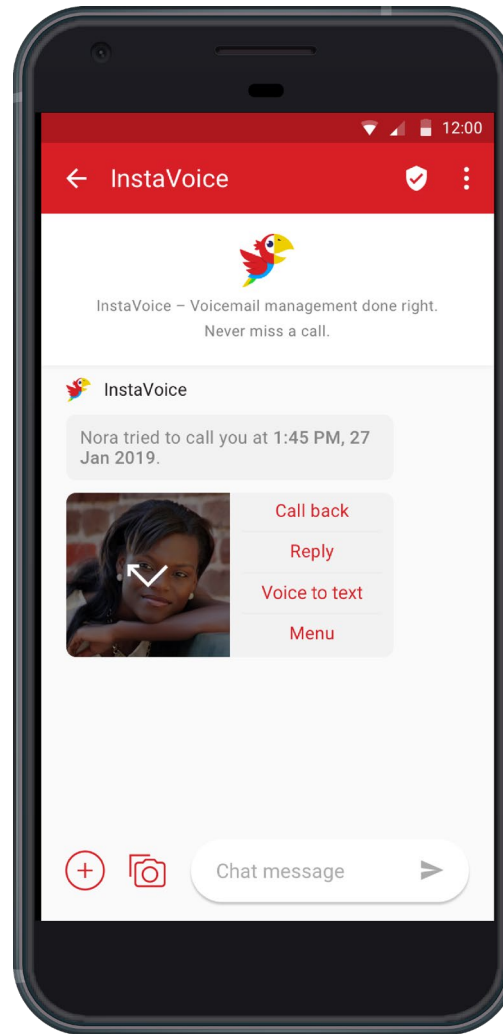 12:00
InstaVoice
InstaVoice – Voicemail management done right.
Never miss a call.
InstaVoice
Nora tried to call you at 1:45 PM, 27
Jan 2019.
Call back
Reply
Voice to text
Menu
Chat message